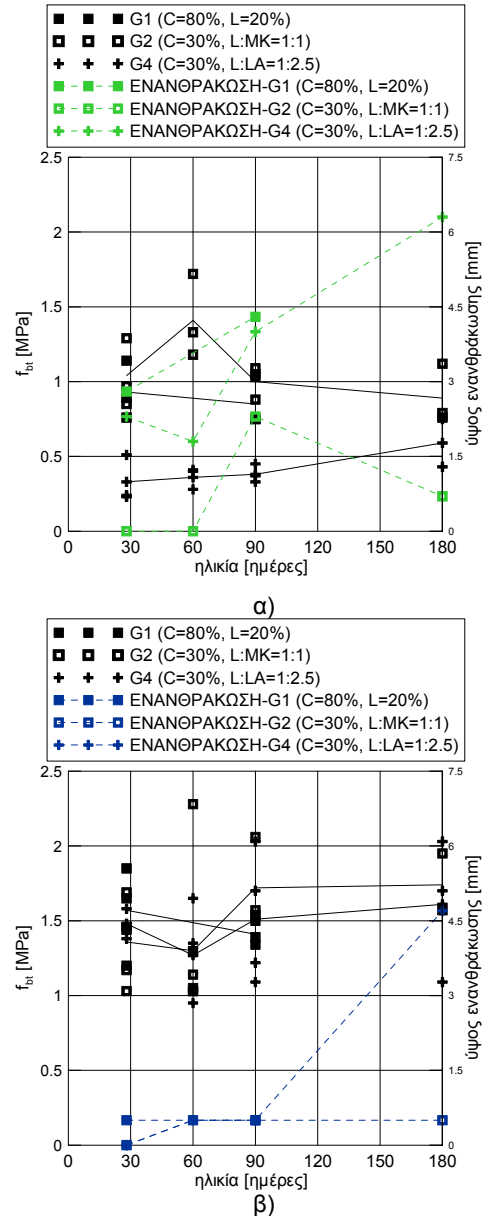 G1 (C=80%, L=20%)
G2 (C=30%, L:MK=1:1)
G4 (C=30%, L:LA=1:2.5)
ΕΝΑΝΘΡΑΚΩΣΗ-G1 (C=80%, L=20%)
ΕΝΑΝΘΡΑΚΩΣΗ-G2 (C=30%, L:MK=1:1)
ΕΝΑΝΘΡΑΚΩΣΗ-G4 (C=30%, L:LA=1:2.5)
2.5
2
1.5
1
0.5
0
fbt [MPa]
7.5
6
4.5
3
1.5
0
ύψος ενανθράκωσης [mm]
0 30 60 90 120 150 180
ηλικία [ημέρες]
α)
G1 (C=80%, L=20%)
G2 (C=30%, L:MK=1:1)
G4 (C=30%, L:LA=1:2.5)
ΕΝΑΝΘΡΑΚΩΣΗ-G1 (C=80%, L=20%)
ΕΝΑΝΘΡΑΚΩΣΗ-G2 (C=30%, L:MK=1:1)
ΕΝΑΝΘΡΑΚΩΣΗ-G4 (C=30%, L:LA=1:2.5)
2.5
2
1.5
1
0.5
0
fbt [MPa]
7.5
6
4.5
3
1.5
0
ύψος ενανθράκωσης [mm]
0 30 60 90 120 150 180
ηλικία [ημέρες]
β)